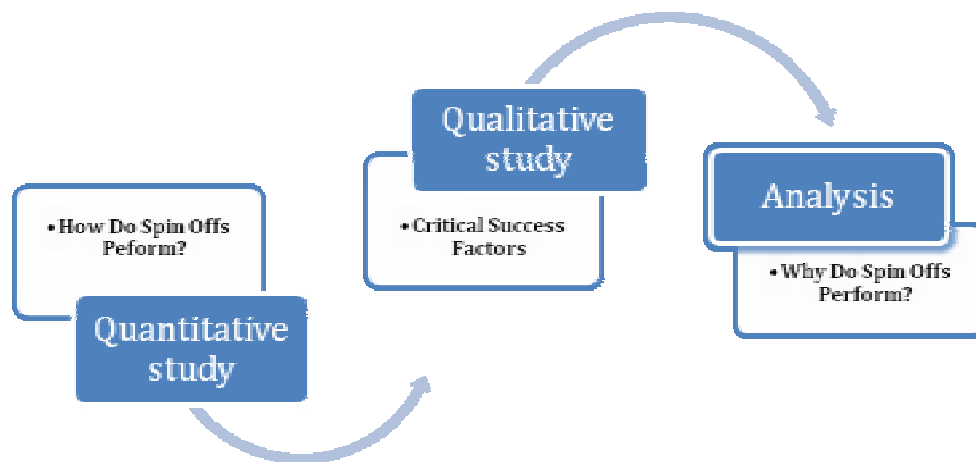 • How Do Spin Offs
Peform?
Quantitative
study
Qualitative
study
• Critical Success
Factors
Analysis
• Why Do Spin Offs
Perform?